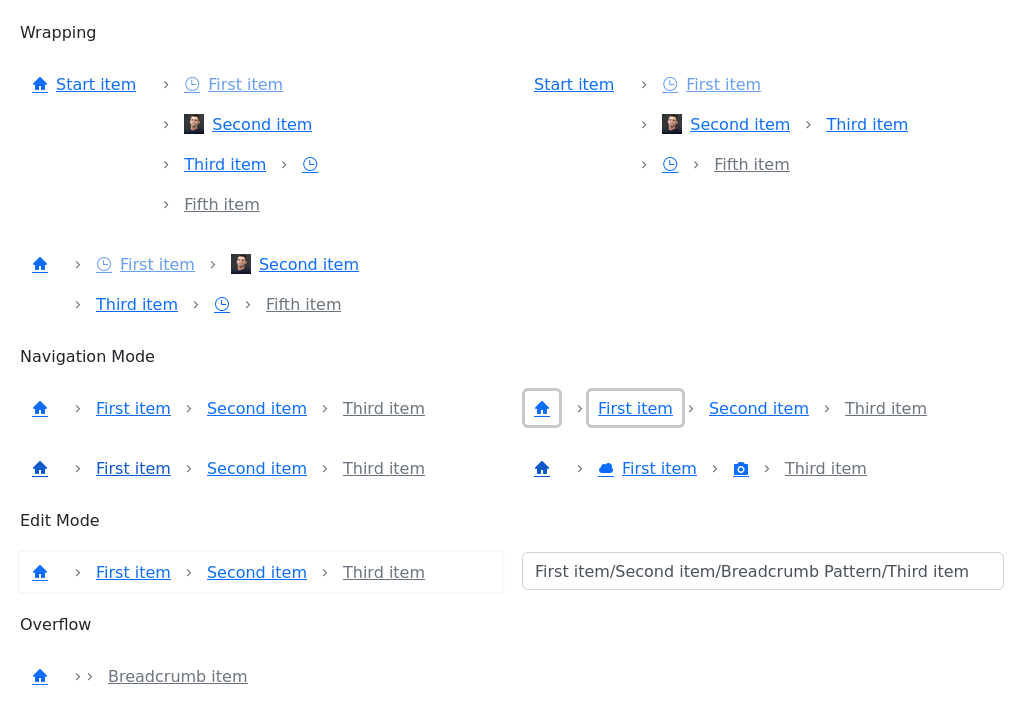 Wrapping
Start item › First item
› Second item
Third item ›
› Fifth item
Start item › First item
› Second item › Third item
› › Fifth item
› First item › Second item
› Third item › › Fifth item
Navigation Mode
› First item › Second item › Third item
› First item › Second item › Third item
› First item › Second item › Third item
› First item › › Third item
Edit Mode
› First item › Second item › Third item
First item/Second item/Breadcrumb Pattern/Third item
Overflow
› › Breadcrumb item